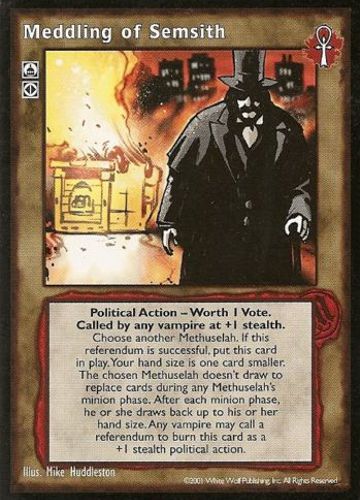 Meddling of Semsith
Political Action – Worth 1 Vote.
Called by any vampire at +1 stealth.
Choose another Methuselah. If this
referendum is successful, put this card
in play. Your hand size is one card smaller.
The chosen Methuselah doesn't draw to
replace cards during any Methuselah's
minion phase. After each minion phase,
he or she draws back up to his or her
hand size. Any vampire may call a
referendum to burn this card as a
+1 stealth political action.
Illus. Mike Huddleston
©2001 White Wolf Publishing, Inc. All Rights Reserved.